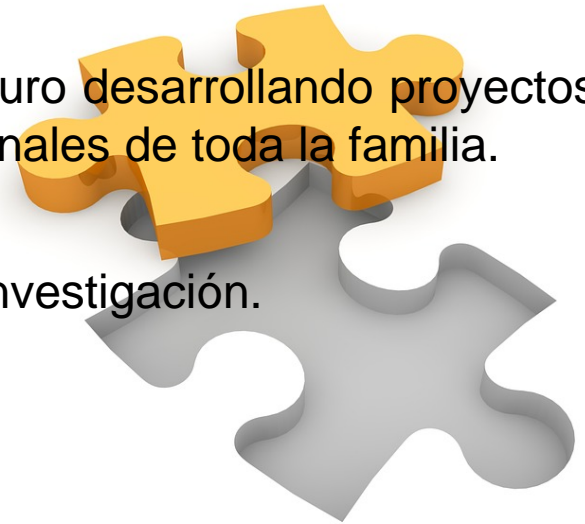 uro desarrollando proyectos
nales de toda la familia.
nvestigación.